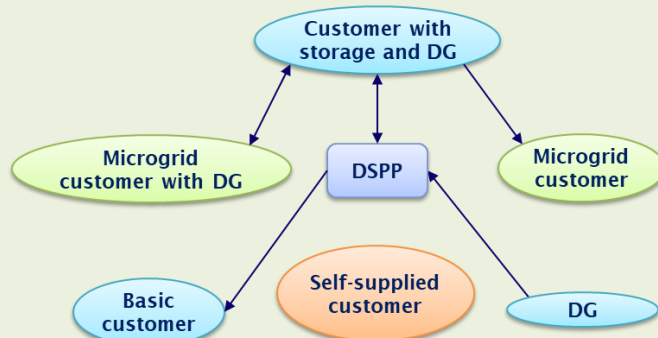 Customer with
storage and DG
Microgrid
customer with DG
DSPP
Microgrid
customer
Basic
customer
Self-supplied
customer
DG